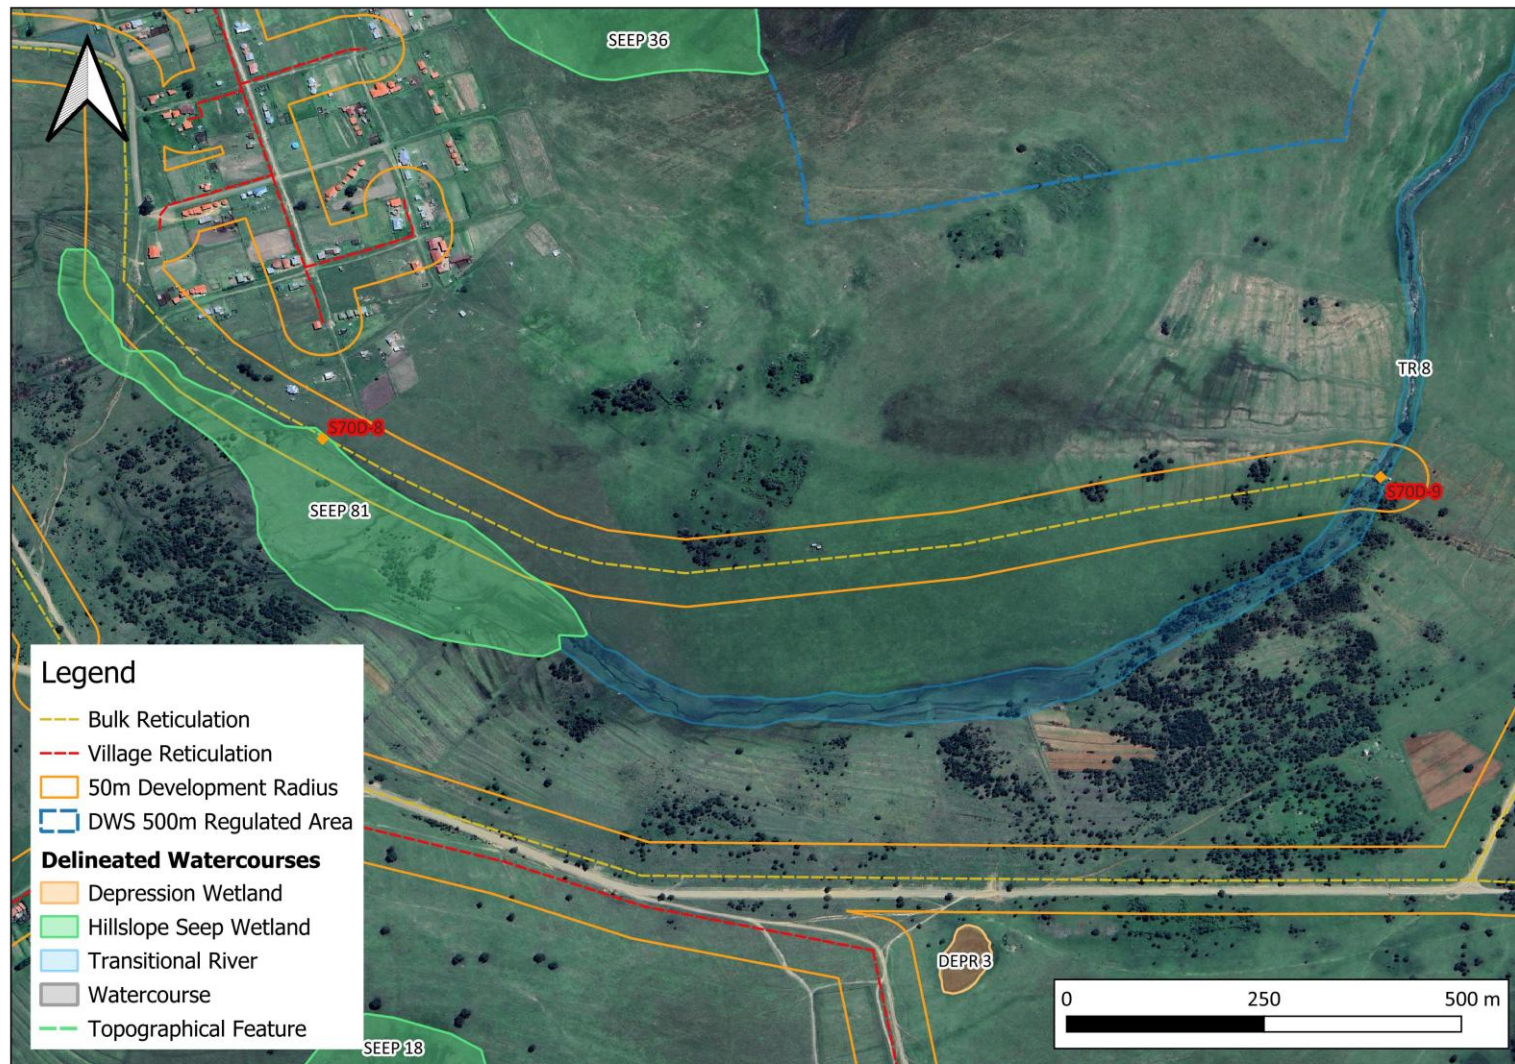 SEEP 36
TR 8
S70D-8
S70D-9
SEEP 81
Legend
Bulk Reticulation
Village Reticulation
50m Development Radius
DWS 500m Regulated Area
Delineated Watercourses
Depression Wetland
Hillslope Seep Wetland
Transitional River
Watercourse
Topographical Feature
DEPR 3
SEEP 18
0 250 500 m